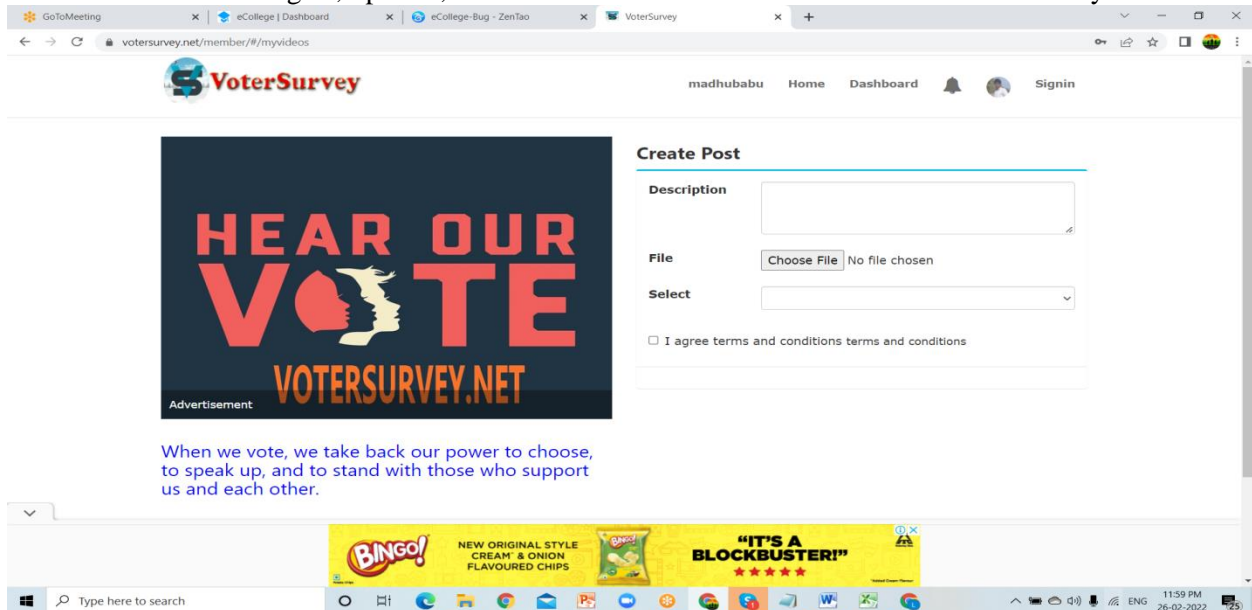 GoToMeeting
eCollege | Dashboard
eCollege-Bug - ZenTao
VoterSurvey
votersurvey.net/member/#/myvideos
VoterSurvey
madhubabu Home Dashboard Signin
HEAR OUR
VOTE
VOTERSURVEY.NET
Advertisement
When we vote, we take back our power to choose,
to speak up, and to stand with those who support
us and each other.
Create Post
Description
File Choose File No file chosen
Select
I agree terms and conditions terms and conditions
BINGO!
NEW ORIGINAL STYLE
CREAM* & ONION
FLAVOURED CHIPS
BINGO!
"IT'S A
BLOCKBUSTER!"
Type here to search
ENG
11:59 PM
26-02-2022
25